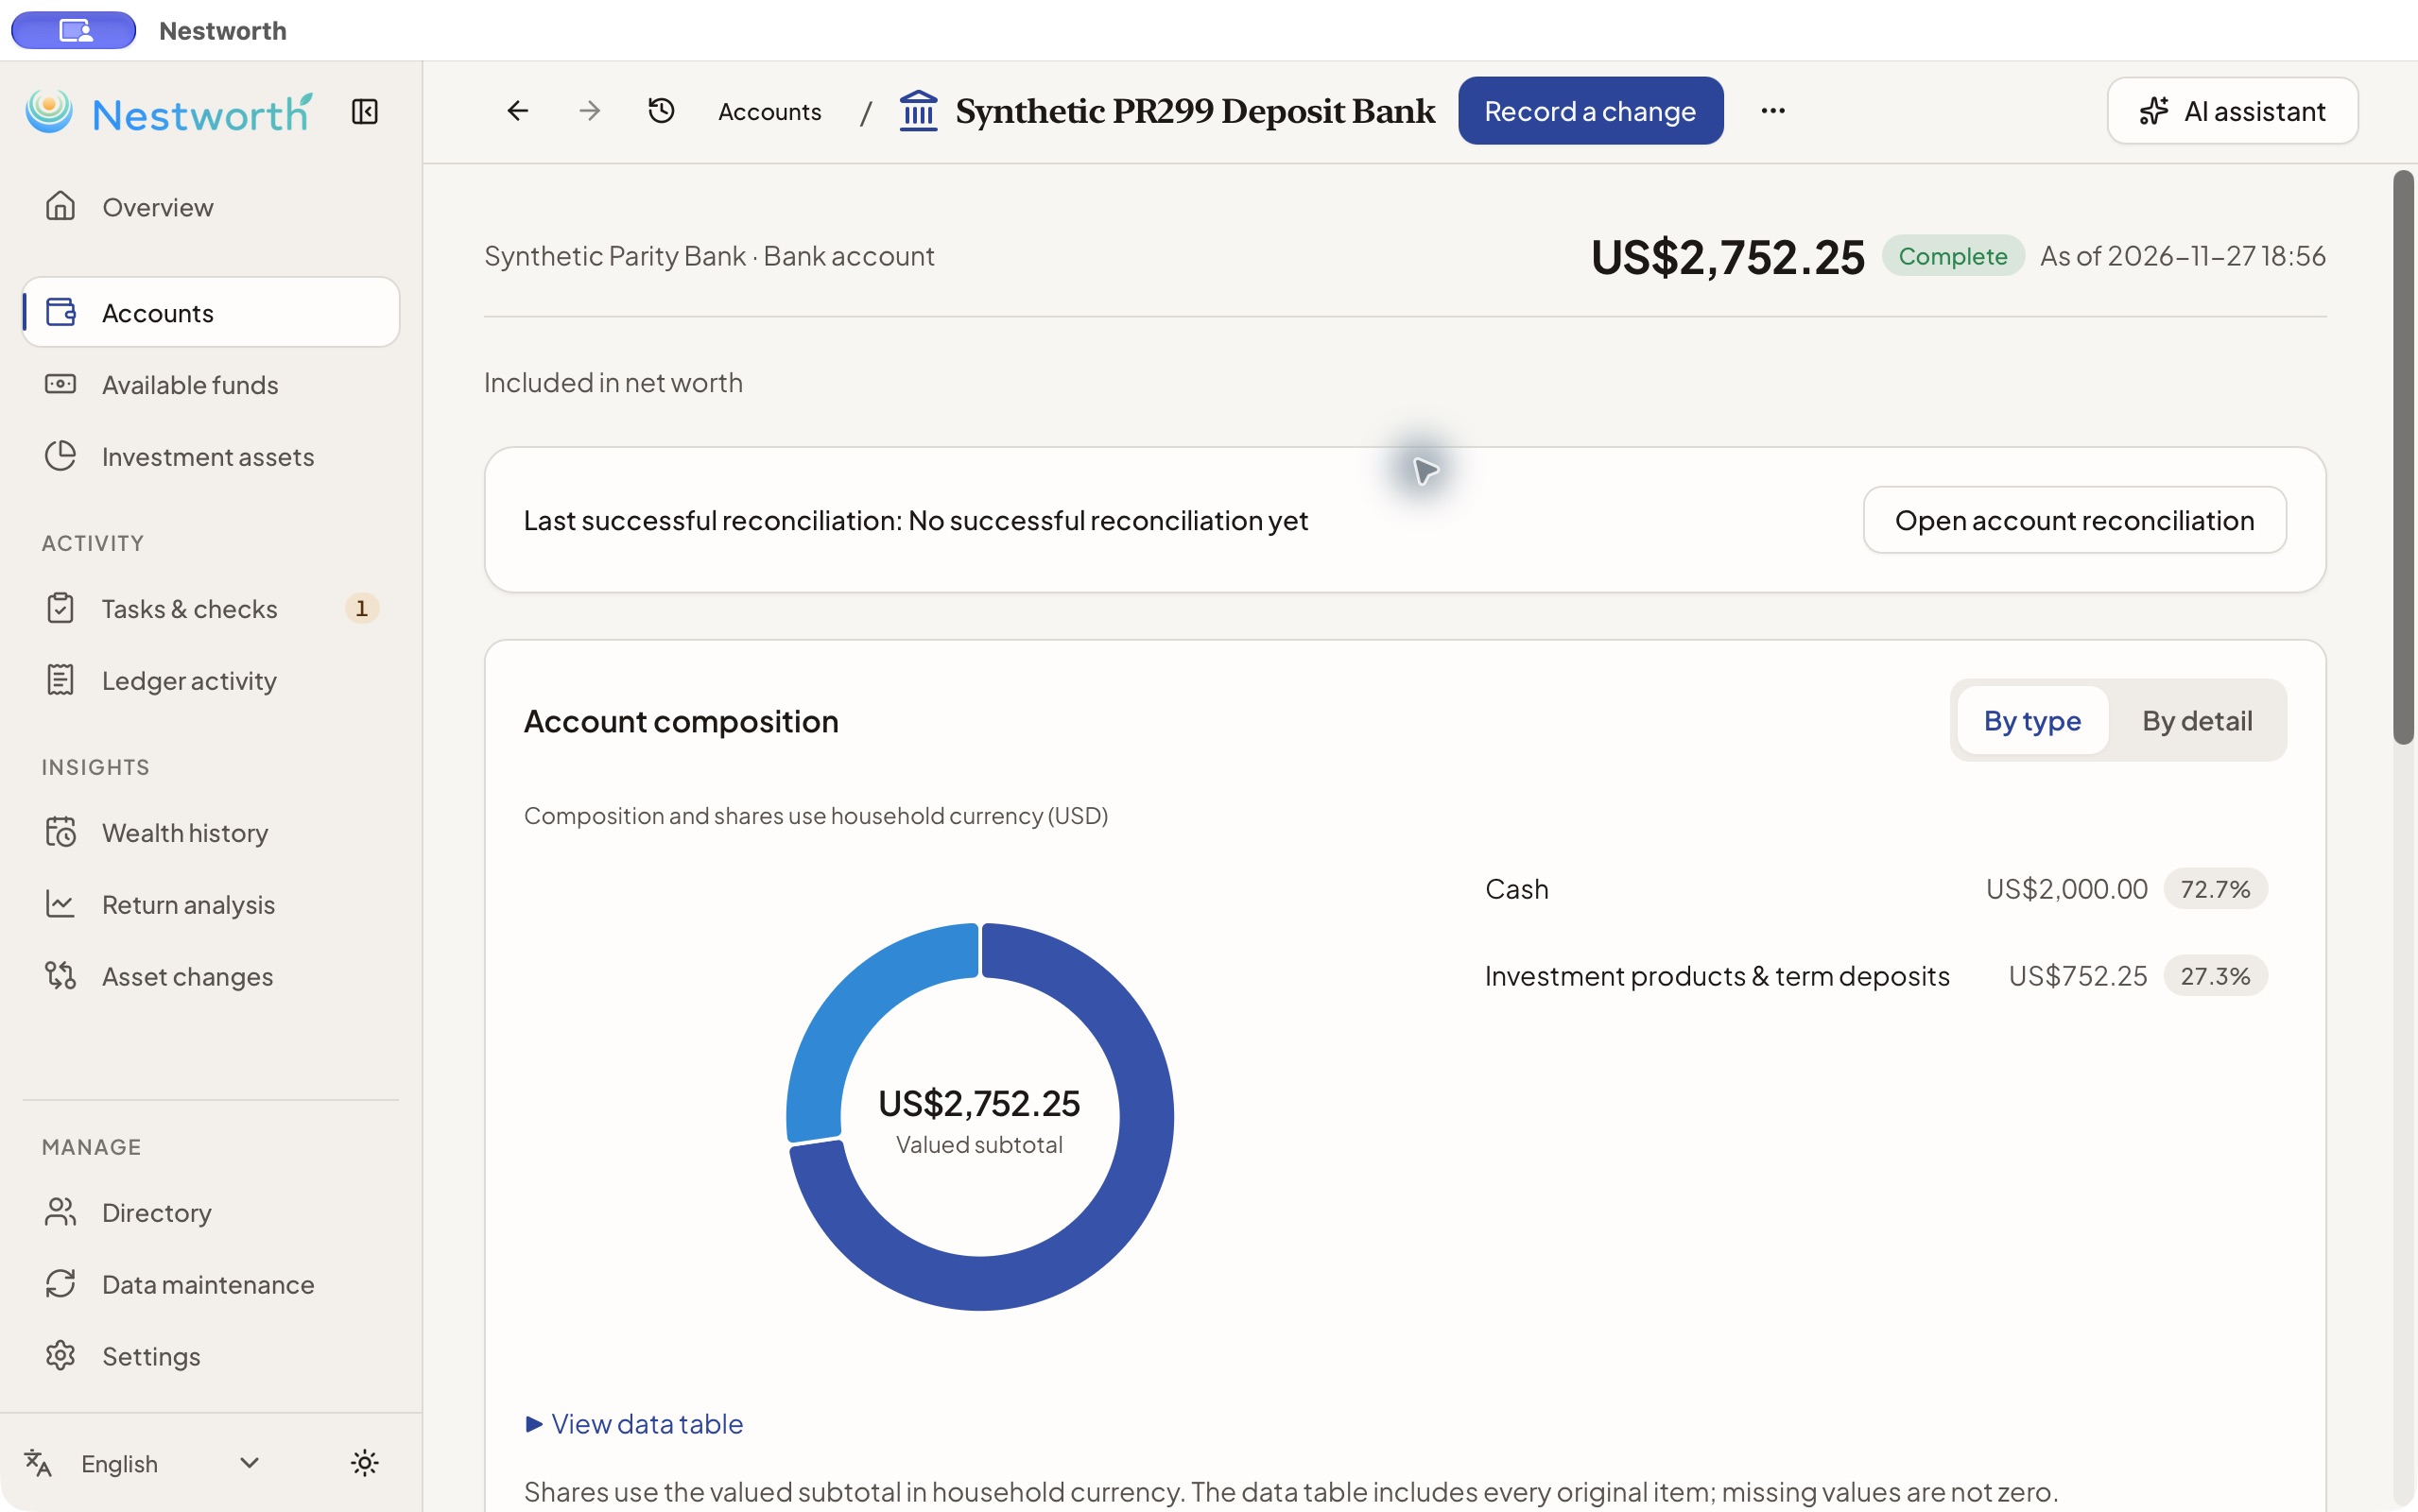 Nestworth
Nestworth
Accounts / Synthetic PR299 Deposit Bank Record a change ··· AI assistant
Overview
Accounts
Available funds
Investment assets
ACTIVITY
Tasks & checks 1
Ledger activity
INSIGHTS
Wealth history
Return analysis
Asset changes
MANAGE
Directory
Data maintenance
Settings
English
Synthetic Parity Bank · Bank account
US$2,752.25 Complete As of 2026-11-27 18:56
Included in net worth
Last successful reconciliation: No successful reconciliation yet
Open account reconciliation
Account composition
By type By detail
Composition and shares use household currency (USD)
Cash US$2,000.00 72.7%
Investment products & term deposits US$752.25 27.3%
US$2,752.25
Valued subtotal
View data table
Shares use the valued subtotal in household currency. The data table includes every original item; missing values are not zero.